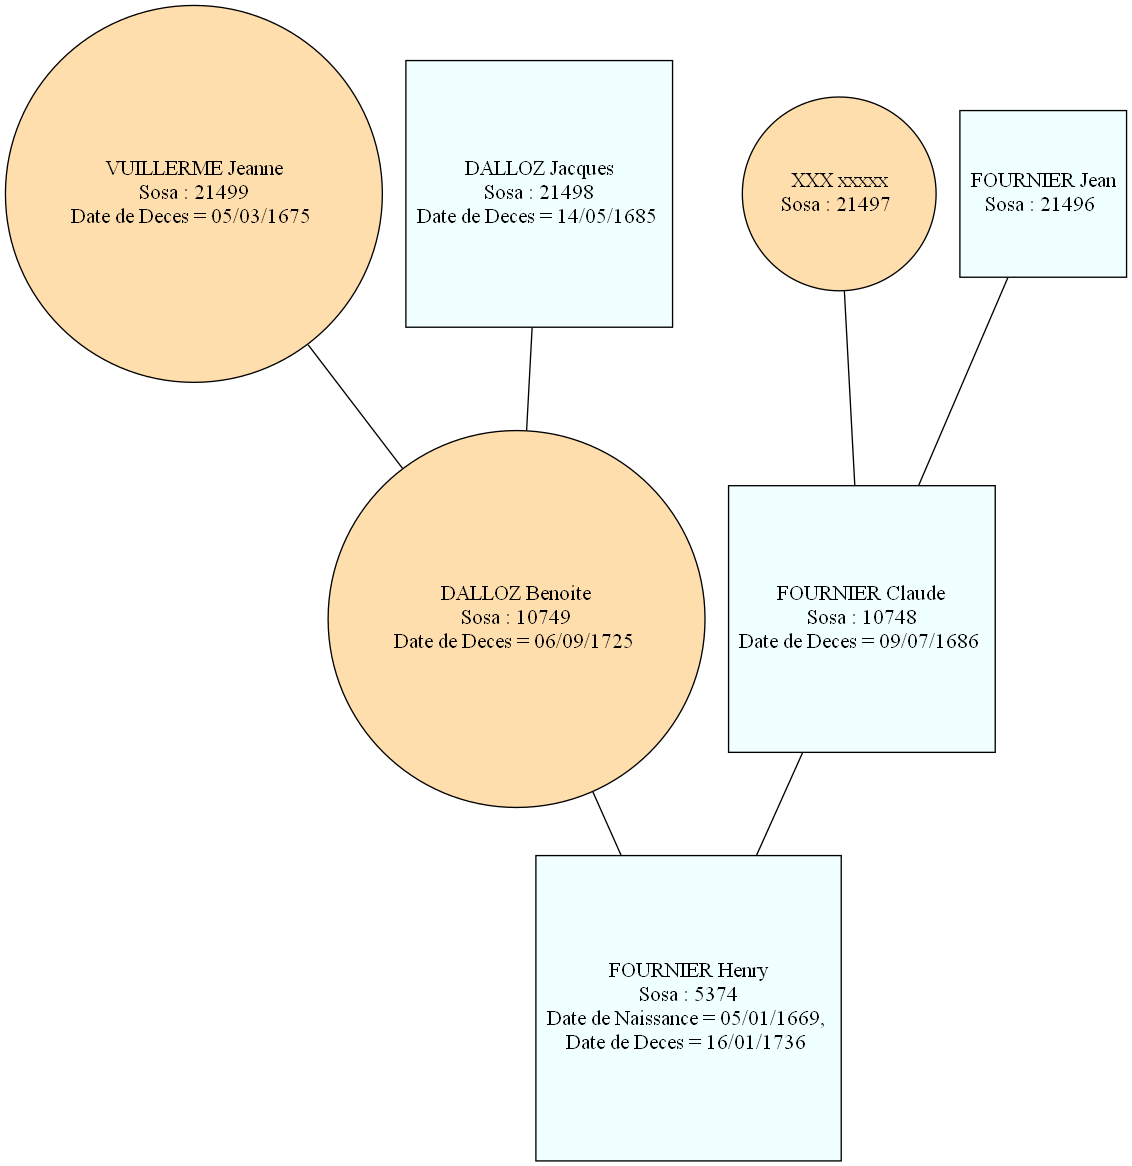 VUILLERME Jeanne
Sosa : 21499
Date de Deces = 05/03/1675
DALLOZ Jacques
Sosa : 21498
Date de Deces = 14/05/1685
XXX xxxxx
Sosa : 21497
FOURNIER Jean
Sosa : 21496
DALLOZ Benoite
Sosa : 10749
Date de Deces = 06/09/1725
FOURNIER Claude
Sosa : 10748
Date de Deces = 09/07/1686
FOURNIER Henry
Sosa : 5374
Date de Naissance = 05/01/1669,
Date de Deces = 16/01/1736